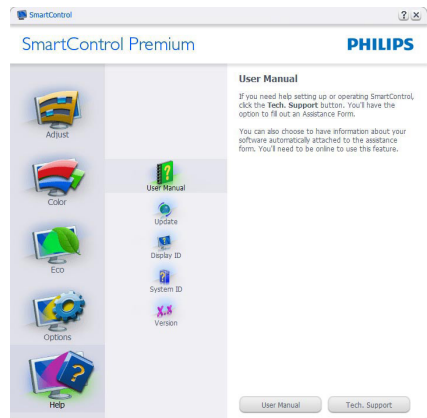 SmartControl
? x
SmartControl Premium
PHILIPS
Adjust
Color
Eco
Options
Help
User Manual
Update
Display ID
System ID
X.X
Version
User Manual
If you need help setting up or operating SmartControl,
click the Tech. Support button. You'll have the
option to fill out an Assistance Form.
You can also choose to have information about your
software automatically attached to the assistance
form. You'll need to be online to use this feature.
User Manual
Tech. Support